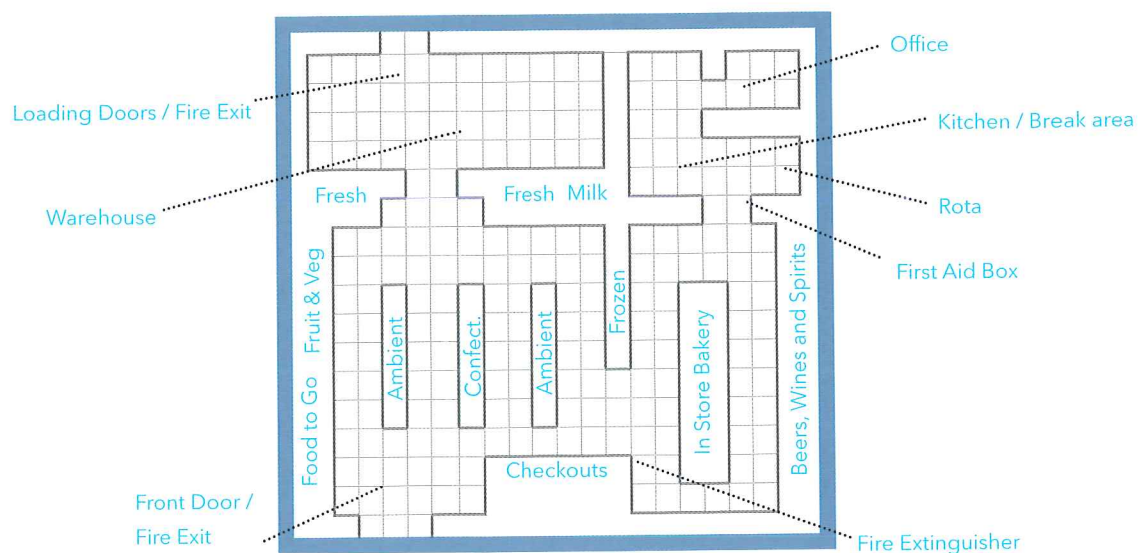 Office
Loading Doors / Fire Exit
Kitchen / Break area
Fresh
Fresh Milk
Warehouse
Rota
First Aid Box
Fruit & Veg
Food to Go
Ambient
Confect.
Ambient
Frozen
In Store Bakery
Beers, Wines and Spirits
Checkouts
Front Door /
Fire Exit
Fire Extinguisher